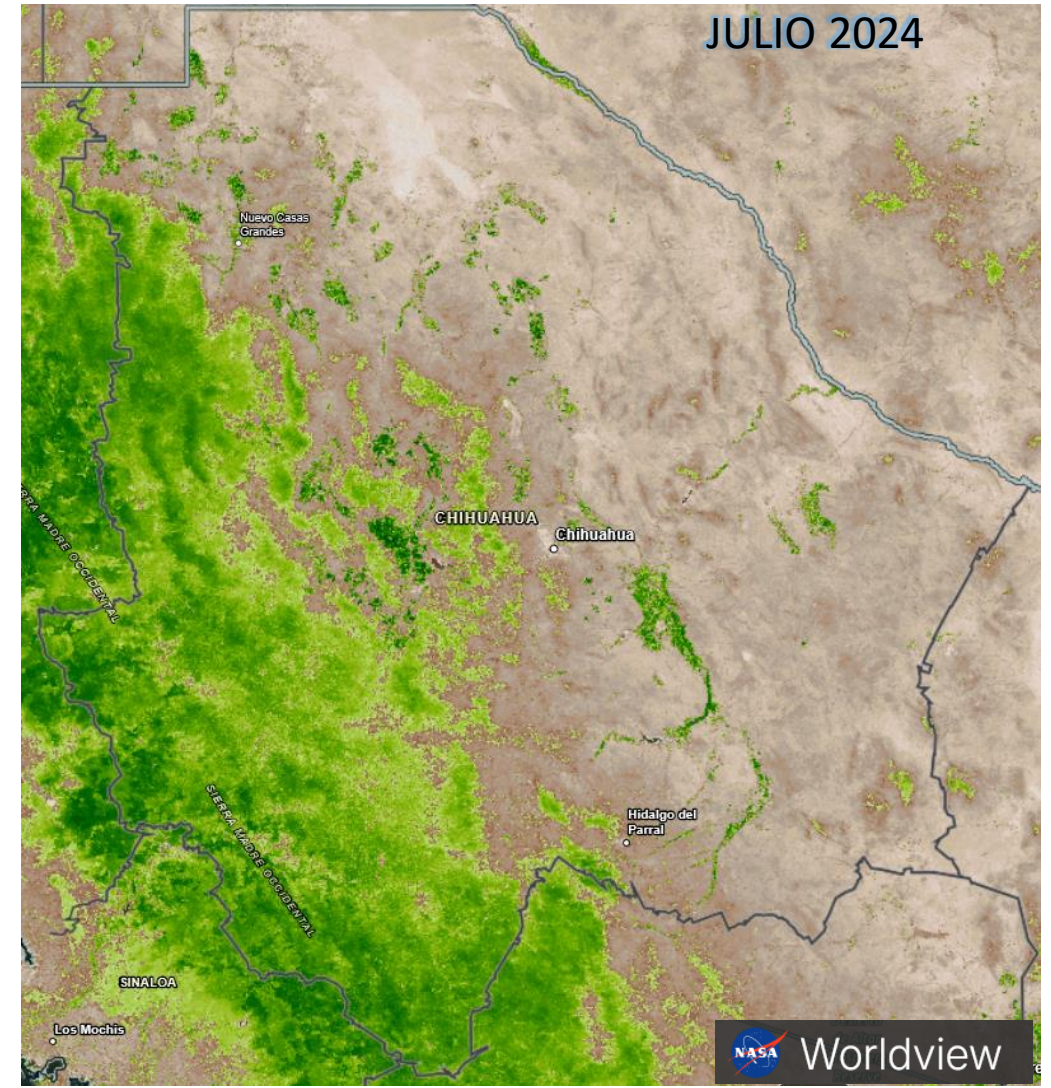 JULIO 2024
Nuevo Casas
Grandes
CHIHUAHUA
Chihuahua
SIERRA MADRE OCCIDENTAL
Hidalgo del
Parral
SIERRA MADRE OCCIDENTAL
SINALOA
Los Mochis
NASA Worldview